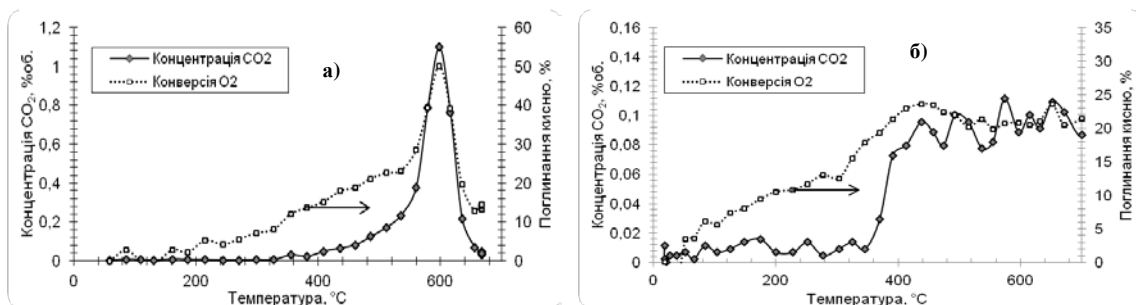 1,2
1
0,8
0,6
0,4
0,2
0
60
50
40
30
20
10
0
0 200 400 600
Концентрація CO₂, %об.
Поглинання кисню, %
Температура, °C
Концентрація CO2
Конверсія O2
а)
0,16
0,14
0,12
0,1
0,08
0,06
0,04
0,02
0
35
30
25
20
15
10
5
0
0 200 400 600
Концентрація CO₂, %об.
Поглинання кисню, %
Температура, °C
Концентрація CO2
Конверсія O2
б)